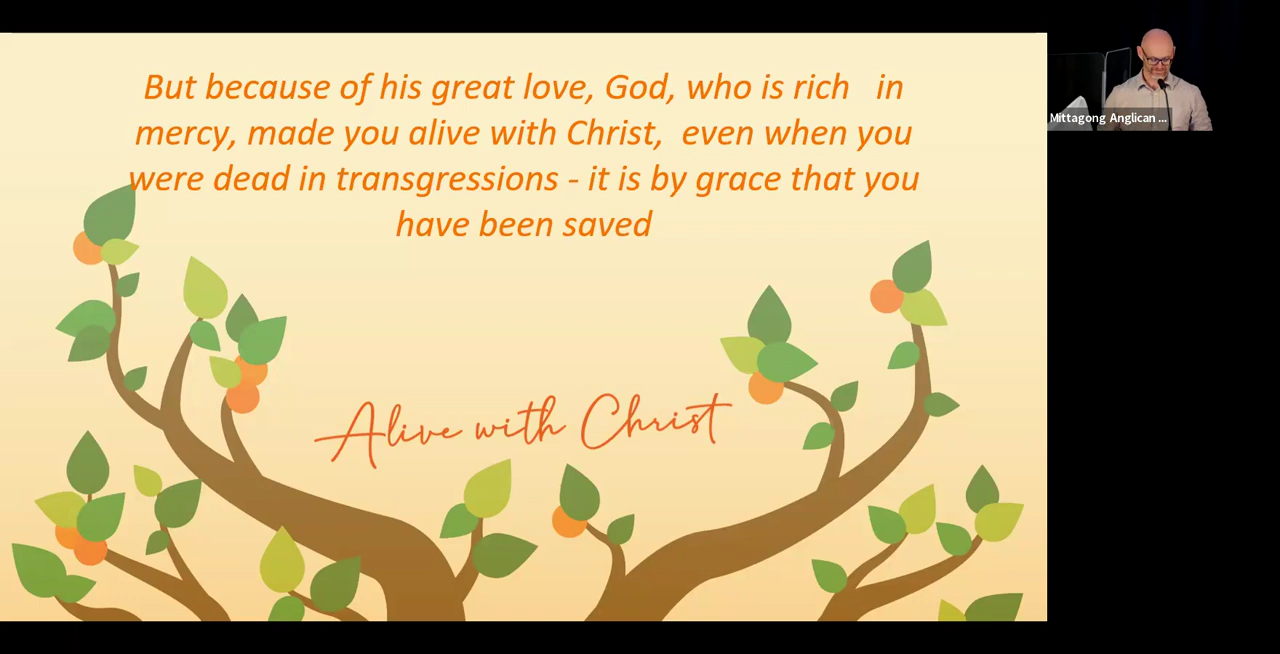 But because of his great love, God, who is rich   in
mercy, made you alive with Christ,  even when you
were dead in transgressions - it is by grace that you
have been saved
Alive with Christ
Mittagong Anglican ...